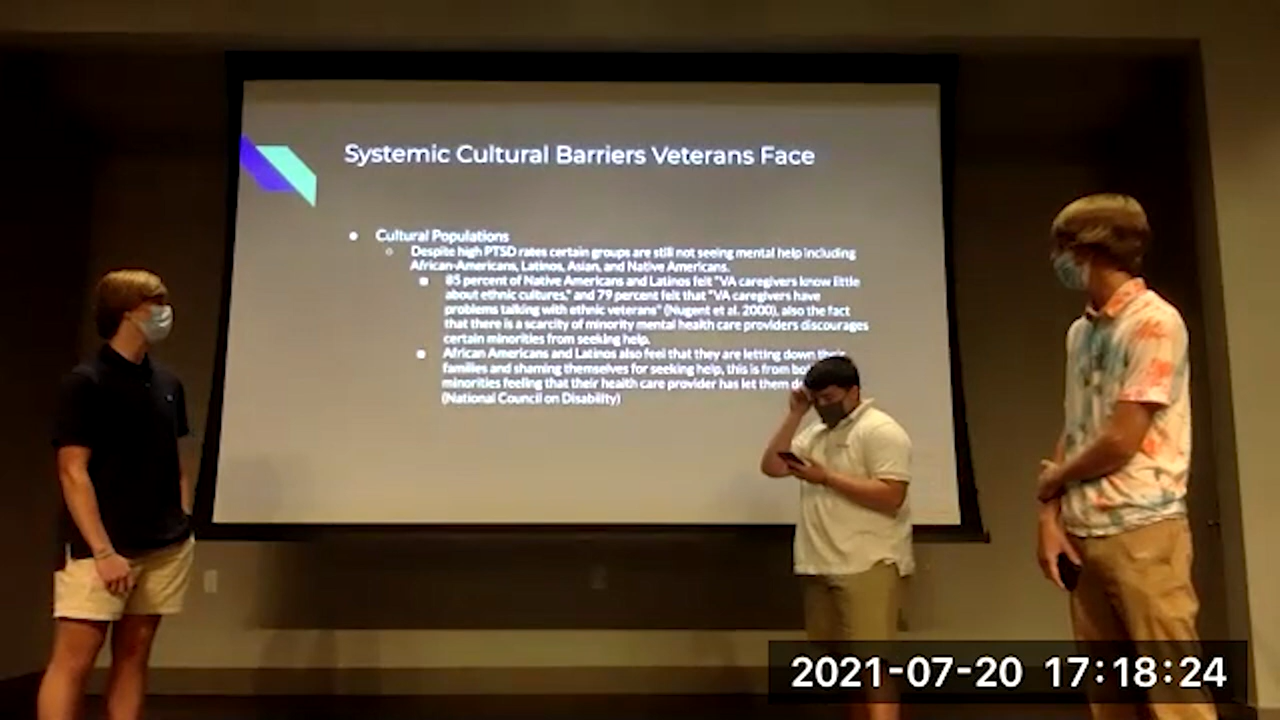 Systemic Cultural Barriers Veterans Face
● Cultural Populations
○ Despite high PTSD rates certain groups are still not seeing mental help including
African-Americans, Latinos, Asian, and Native Americans.
■ 85 percent of Native Americans and Latinos felt "VA caregivers know little
about ethnic cultures," and 79 percent felt that "VA caregivers have
problems talking with ethnic veterans" (Nugent et al. 2000), also the fact
that there is a scarcity of minority mental health care providers discourages
certain minorities from seeking help.
■ African Americans and Latinos also feel that they are letting down their
families and shaming themselves for seeking help, this is from
minorities feeling that their health care provider has let them
(National Council on Disability)
2021-07-20 17:18:24